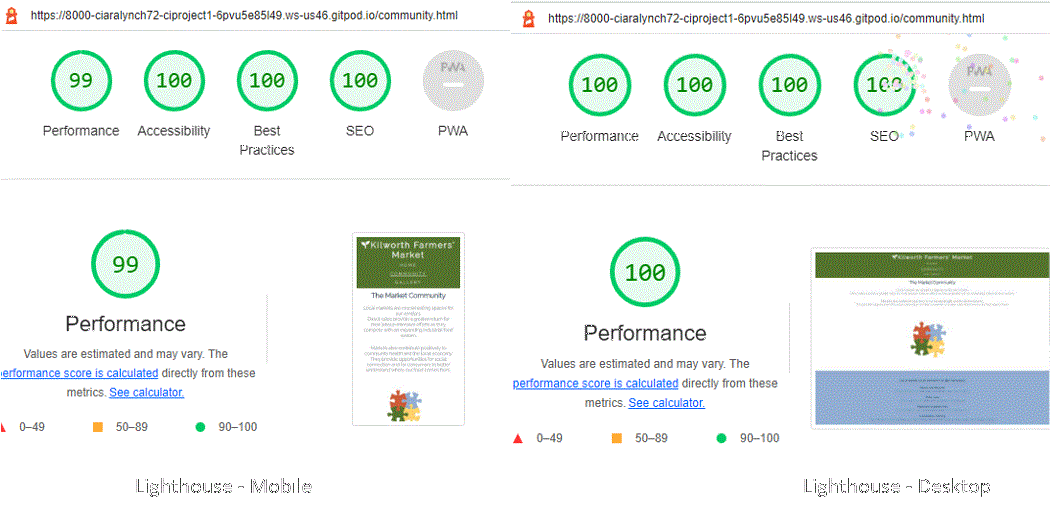 https://8000-ciaralynch72-ciproject1-6pvu5e85l49.ws-us46.gitpod.io/community.html
99
100
100
100
PWA
Performance
Accessibility
Best
Practices
SEO
PWA
99
Performance
Values are estimated and may vary. The
performance score is calculated directly from these
metrics. See calculator.
0–49
50–89
90–100
Kilworth Farmers'
Market
HOME
COMMUNITY
GALLERY
The Market Community
Lighthouse - Mobile
https://8000-ciaralynch72-ciproject1-6pvu5e85l49.ws-us46.gitpod.io/community.html
100
100
100
100
PWA
Performance
Accessibility
Best
Practices
SEO
PWA
100
Performance
Values are estimated and may vary. The
performance score is calculated directly from these
metrics. See calculator.
0–49
50–89
90–100
Kilworth Farmers' Market
The Market Community
Lighthouse - Desktop